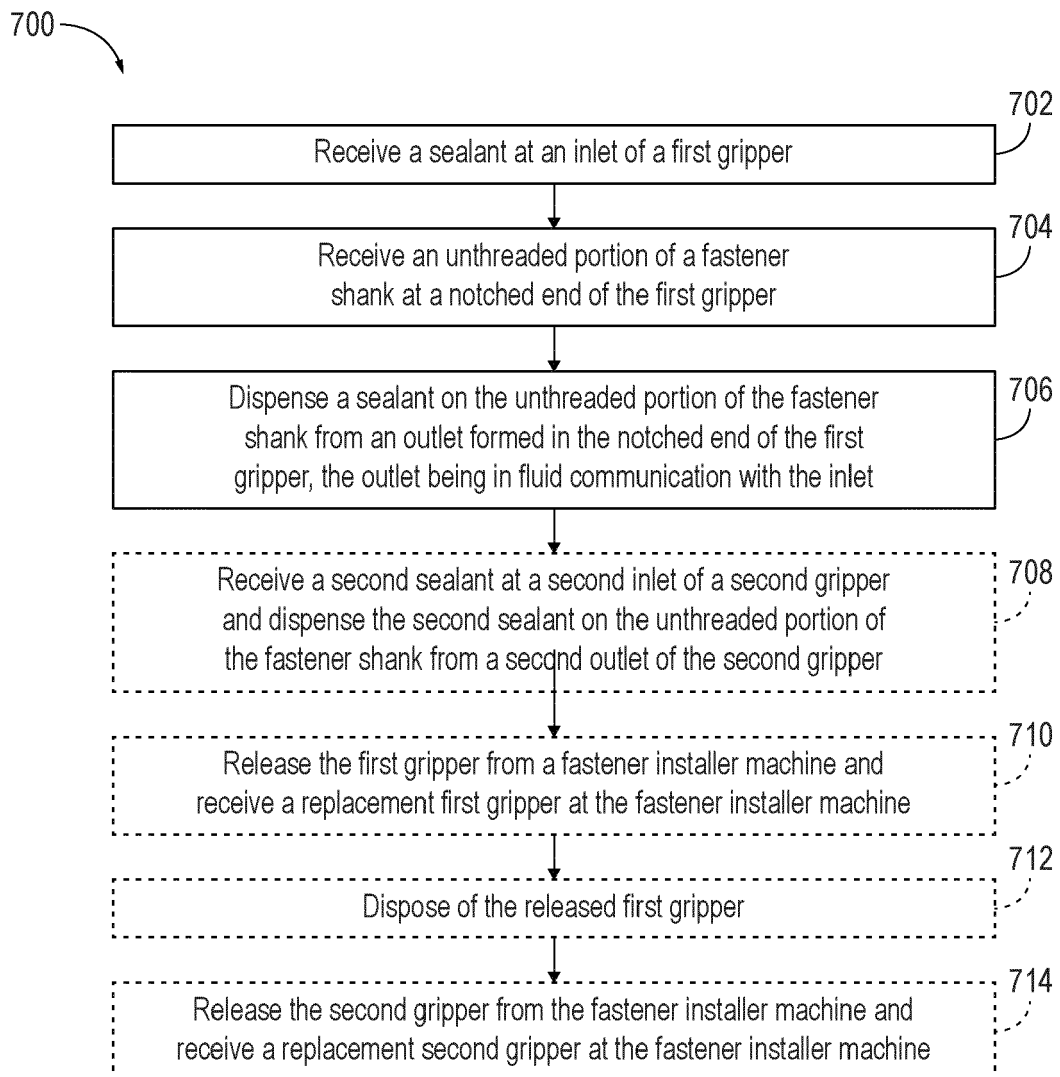 700
702
Receive a sealant at an inlet of a first gripper
704
Receive an unthreaded portion of a fastener
shank at a notched end of the first gripper
706
Dispense a sealant on the unthreaded portion of the fastener
shank from an outlet formed in the notched end of the first
gripper, the outlet being in fluid communication with the inlet
708
Receive a second sealant at a second inlet of a second gripper
and dispense the second sealant on the unthreaded portion of
the fastener shank from a second outlet of the second gripper
710
Release the first gripper from a fastener installer machine and
receive a replacement first gripper at the fastener installer machine
712
Dispose of the released first gripper
714
Release the second gripper from the fastener installer machine and
receive a replacement second gripper at the fastener installer machine